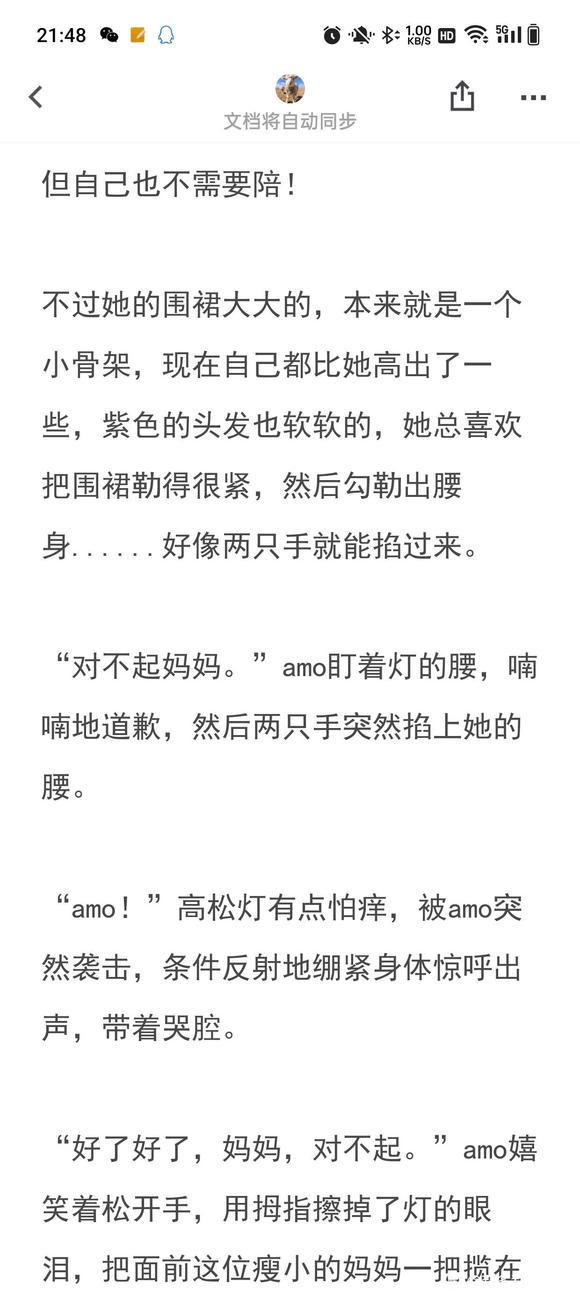 21:48
1.00
KB/S
HD
5G
文档将自动同步
但自己也不需要陪！
不过她的围裙大大的，本来就是一个
小骨架，现在自己都比她高出了一
些，紫色的头发也软软的，她总喜欢
把围裙勒得很紧，然后勾勒出腰
身......好像两只手就能掐过来。
“对不起妈妈。”amo盯着灯的腰，喃
喃地道歉，然后两只手突然掐上她的
腰。
“amo！”高松灯有点怕痒，被amo突
然袭击，条件反射地绷紧身体惊呼出
声，带着哭腔。
“好了好了，妈妈，对不起。”amo嬉
笑着松开手，用拇指擦掉了灯的眼
泪，把面前这位瘦小的妈妈一把揽在